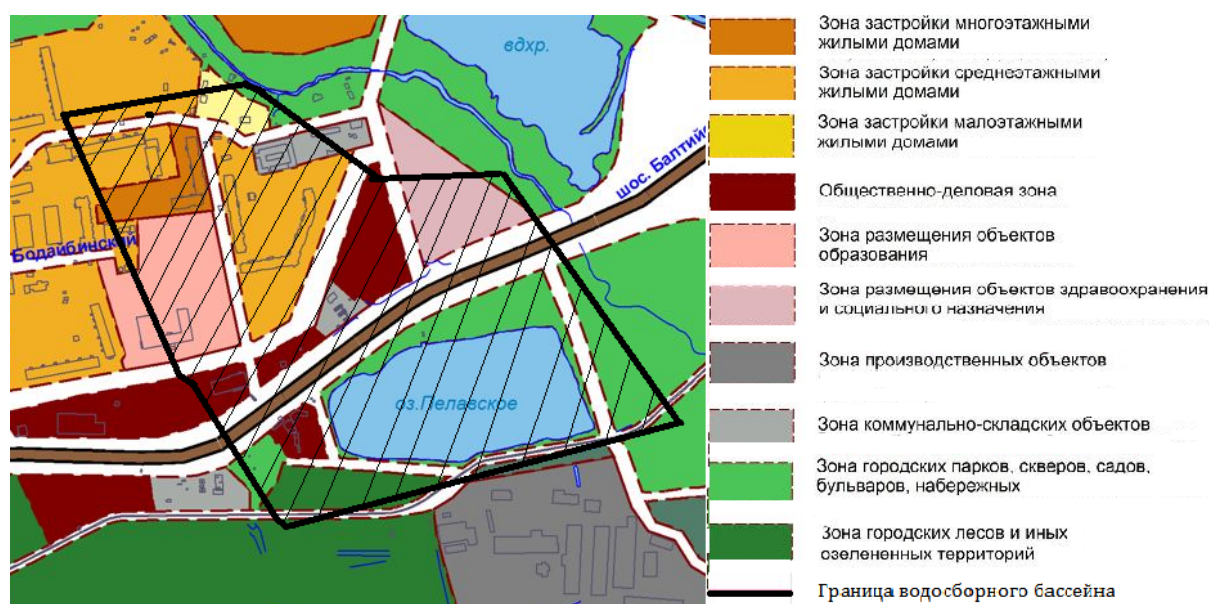 вдхр.
шос. Балтийс
Бодайбинский
оз.Пелавское
Зона застройки многоэтажными
жилыми домами
Зона застройки среднеэтажными
жилыми домами
Зона застройки малоэтажными
жилыми домами
Общественно-деловая зона
Зона размещения объектов
образования
Зона размещения объектов здравоохранения
и социального назначения
Зона производственных объектов
Зона коммунально-складских объектов
Зона городских парков, скверов, садов,
бульваров, набережных
Зона городских лесов и иных
озелененных территорий
Граница водосборного бассейна